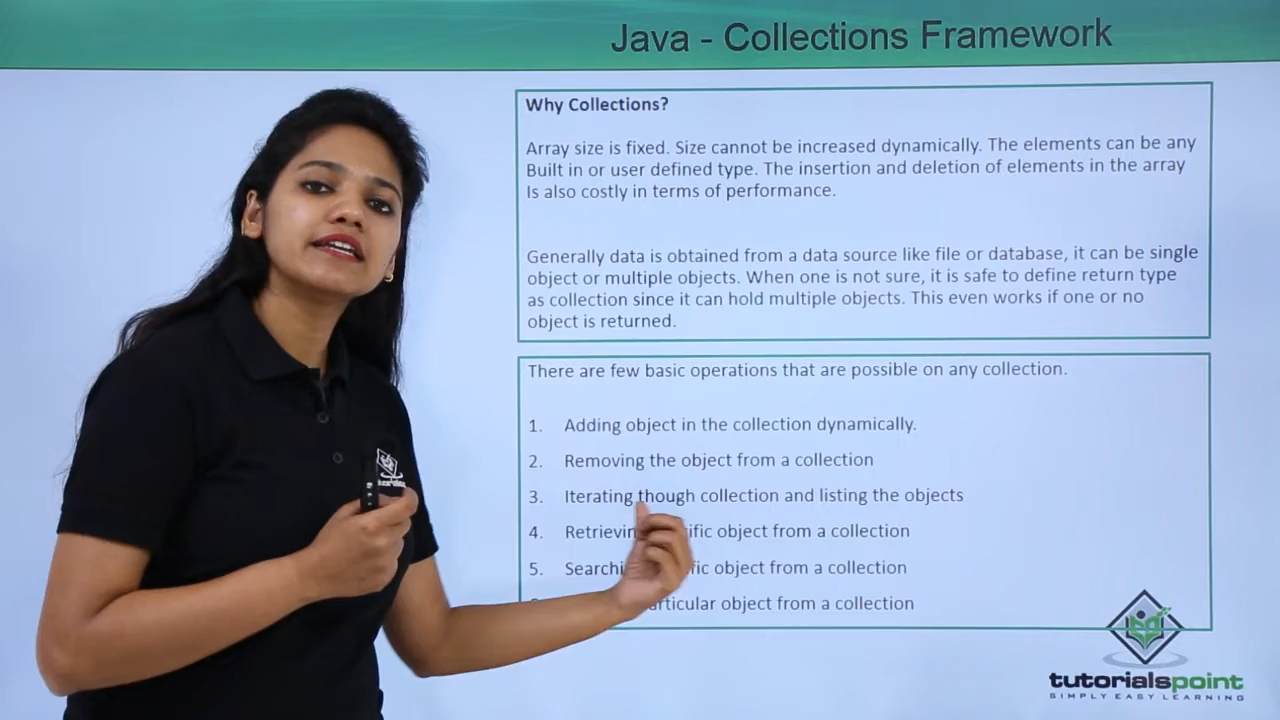 Java - Collections Framework
Why Collections?
Array size is fixed. Size cannot be increased dynamically. The elements can be any
Built in or user defined type. The insertion and deletion of elements in the array
Is also costly in terms of performance.
Generally data is obtained from a data source like file or database, it can be single
object or multiple objects. When one is not sure, it is safe to define return type
as collection since it can hold multiple objects. This even works if one or no
object is returned.
There are few basic operations that are possible on any collection.
1. Adding object in the collection dynamically.
2. Removing the object from a collection
3. Iterating though collection and listing the objects
4. object from a collection
5. object from a collection
object from a collection
tutorialspoint
SIMPLY EASY LEARNING